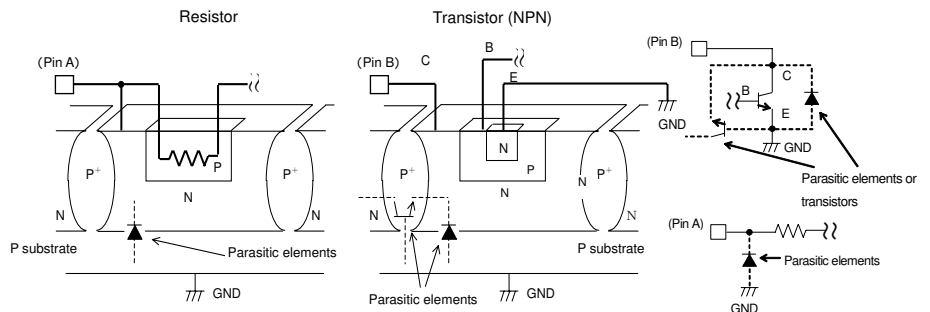 Resistor
Transistor (NPN)
(Pin A)
(Pin B)
C
B
E
(Pin B)
C
B
E
GND
GND
N
P
P
P+
P+
P+
P+
N
N
N
N
N
N
N
P substrate
Parasitic elements
P substrate
GND
Parasitic elements
GND
Parasitic elements or
transistors
(Pin A)
Parasitic elements
GND